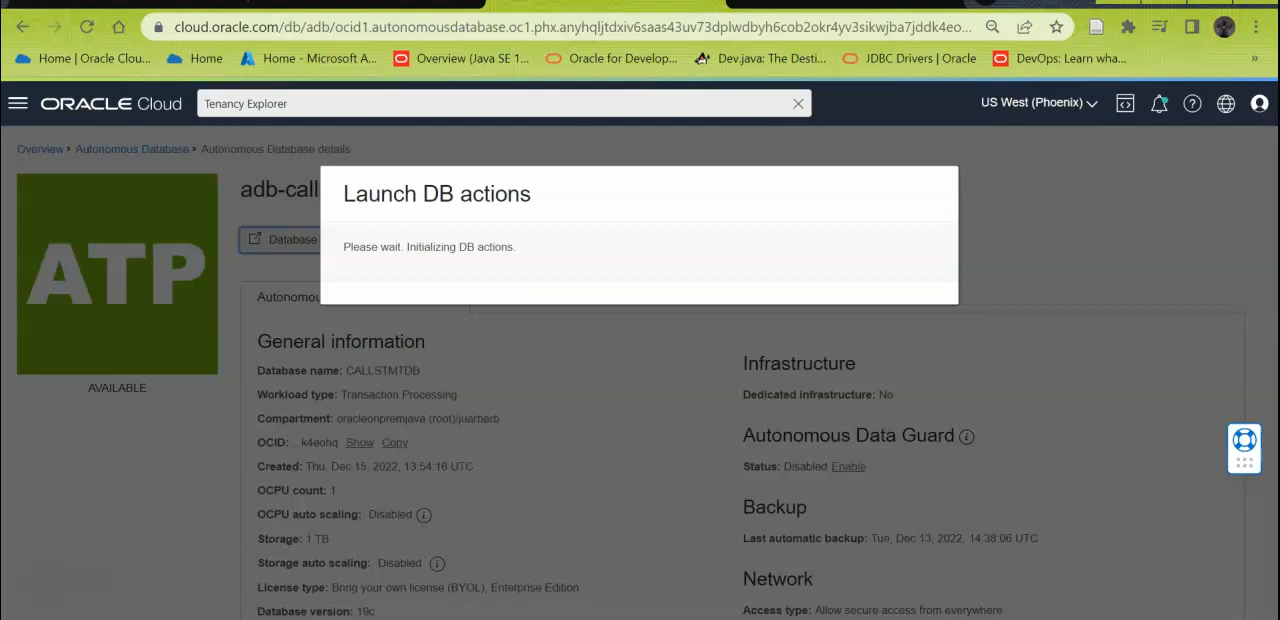 cloud.oracle.com/db/adb/ocid1.autonomousdatabase.oc1.phx.anyhqljtdxiv6saas43uv73dplwdbyh6cob2okr4yv3sikwjba7jddk4eo...
Home | Oracle Clou... Home Home - Microsoft A... Overview (Java SE 1... Oracle for Develop... Dev.java: The Desti... JDBC Drivers | Oracle DevOps: Learn wha... »
ORACLE Cloud Tenancy Explorer US West (Phoenix)
Overview » Autonomous Database » Autonomous Database details
ATP
AVAILABLE
adb-call
Database
Launch DB actions
Please wait. Initializing DB actions.
Autonomou
General information
Database name: CALLSTMTDB
Workload type: Transaction Processing
Compartment: oracleonpremjava (root)/juarbarb
OCID: ...k4eohq Show Copy
Created: Thu, Dec 15, 2022, 13:54:16 UTC
OCPU count: 1
OCPU auto scaling: Disabled
Storage: 1 TB
Storage auto scaling: Disabled
License type: Bring your own license (BYOL), Enterprise Edition
Database version: 19c
Infrastructure
Dedicated infrastructure: No
Autonomous Data Guard
Status: Disabled Enable
Backup
Last automatic backup: Tue, Dec 13, 2022, 14:38:06 UTC
Network
Access type: Allow secure access from everywhere